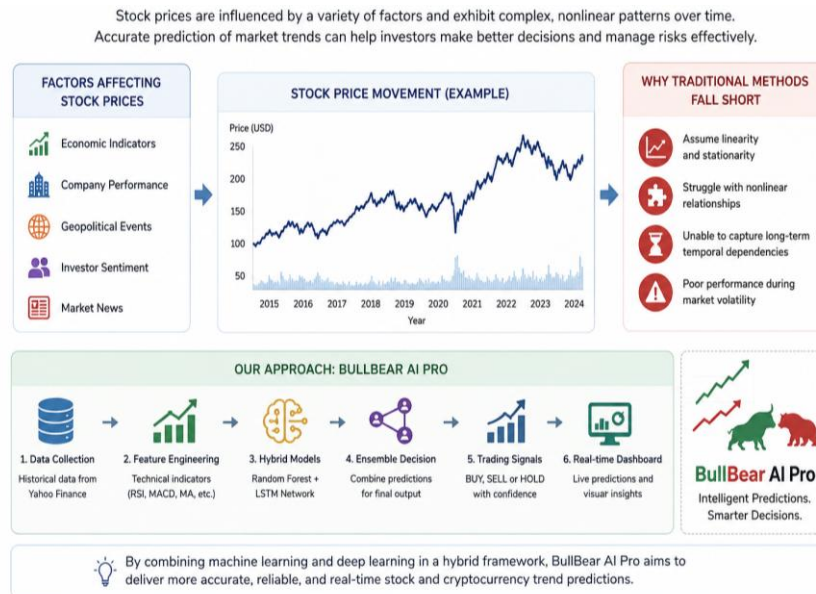 Stock prices are influenced by a variety of factors and exhibit complex, nonlinear patterns over time.
Accurate prediction of market trends can help investors make better decisions and manage risks effectively.
FACTORS AFFECTING
STOCK PRICES
Economic Indicators
Company Performance
Geopolitical Events
Investor Sentiment
Market News
STOCK PRICE MOVEMENT (EXAMPLE)
Price (USD)
250
200
150
100
50
2015 2016 2017 2018 2019 2020 2021 2022 2023 2024
Year
WHY TRADITIONAL METHODS
FALL SHORT
Assume linearity
and stationarity
Struggle with nonlinear
relationships
Unable to capture long-term
temporal dependencies
Poor performance during
market volatility
OUR APPROACH: BULLBEAR AI PRO
1. Data Collection
Historical data from
Yahoo Finance
2. Feature Engineering
Technical indicators
(RSI, MACD, MA, etc.)
3. Hybrid Models
Random Forest +
LSTM Network
4. Ensemble Decision
Combine predictions
for final output
5. Trading Signals
BUY, SELL or HOLD
with confidence
6. Real-time Dashboard
Live predictions and
visuar insights
BullBear AI Pro
Intelligent Predictions.
Smarter Decisions.
By combining machine learning and deep learning in a hybrid framework, BullBear AI Pro aims to
deliver more accurate, reliable, and real-time stock and cryptocurrency trend predictions.